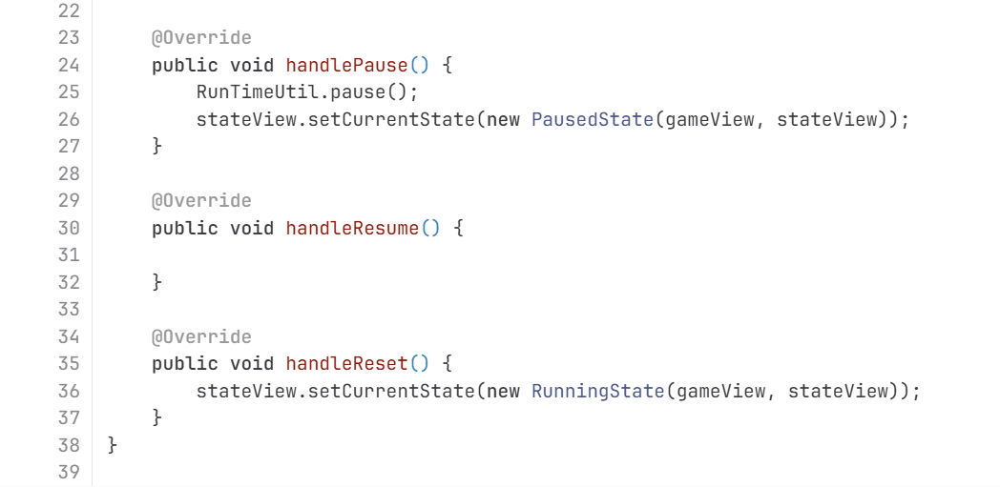 22
23     @Override
24     public void handlePause() {
25         RunTimeUtil.pause();
26         stateView.setCurrentState(new PausedState(gameView, stateView));
27     }
28
29     @Override
30     public void handleResume() {
31
32     }
33
34     @Override
35     public void handleReset() {
36         stateView.setCurrentState(new RunningState(gameView, stateView));
37     }
38 }
39